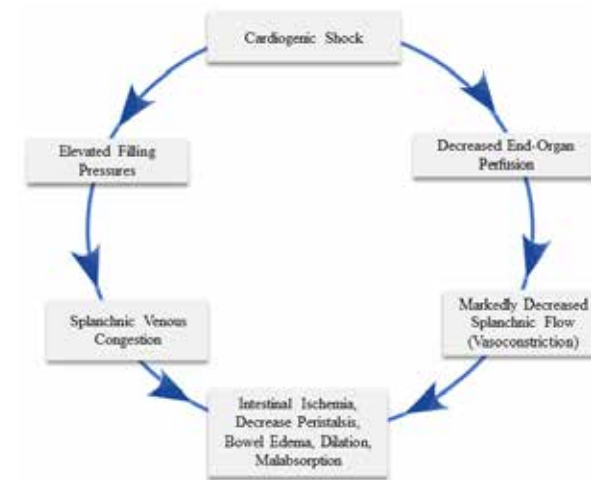 Cardiogenic Shock
Elevated Filling
Pressures
Decreased End-Organ
Perfusion
Splanchnic Venous
Congestion
Markedly Decreased
Splanchnic Flow
(Vasoconstriction)
Intestinal Ischemia,
Decrease Peristalsis,
Bowel Edema, Dilation,
Malabsorption